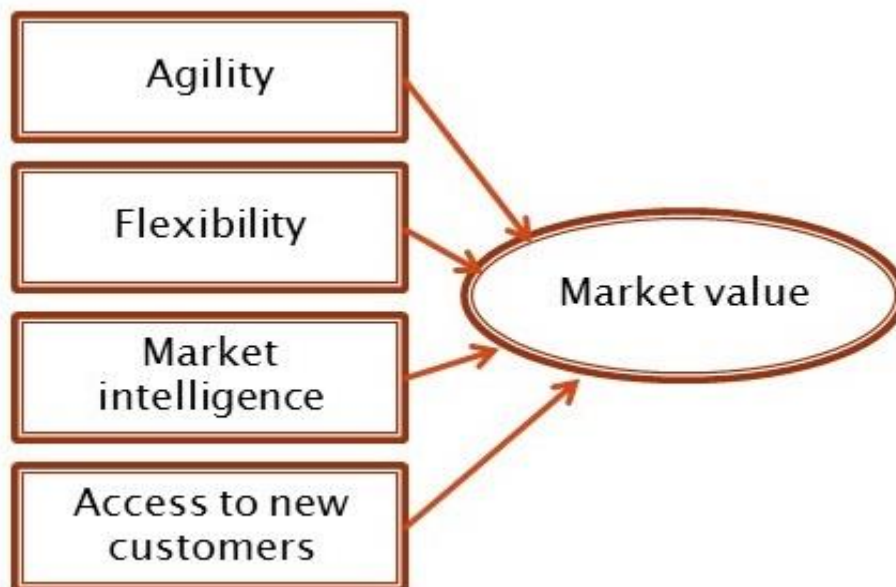 Agility
Flexibility
Market
intelligence
Access to new
customers
Market value